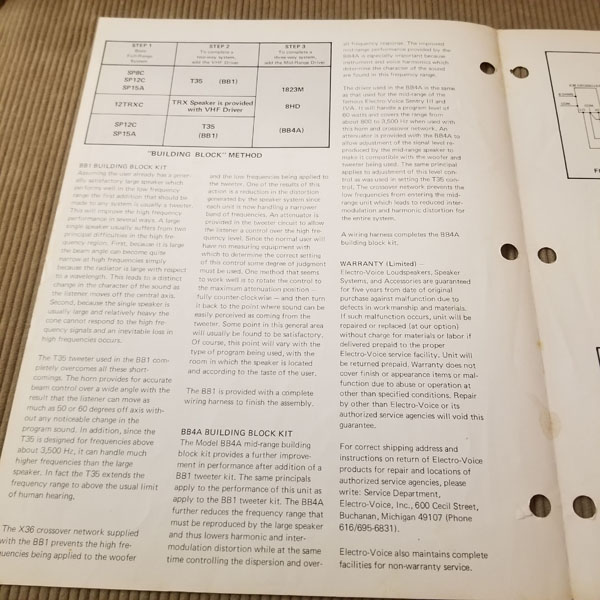 STEP 1
Basic
Full-Range
System
STEP 2
To complete a
two-way system,
add the VHF Driver
STEP 3
To complete a
three-way system,
add the Mid-Range Driver
SP8C
SP12C
SP15A
T35 (BB1)
1823M
12TRXC
TRX Speaker is provided
with VHF Driver
8HD
SP12C
SP15A
T35
(BB1)
(BB4A)
"BUILDING BLOCK" METHOD
BB1 BUILDING BLOCK KIT
Assuming the user already has a gener-
ally satisfactory large speaker which
performs well in the low frequency
range the first addition that should be
made to any system is usually a tweeter.
This will improve the high frequency
performance in several ways. A large
single speaker usually suffers from two
principal difficulties in the high fre-
quency region. First, because it is large
the beam angle can become quite
narrow at high frequencies simply
because the radiator is large with respect
to a wavelength. This leads to a distinct
change in the character of the sound as
the listener moves off the central axis.
Second, because the single speaker is
usually large and relatively heavy the
cone cannot respond to the high fre-
quency signals and an inevitable loss in
high frequencies occurs.
The T35 tweeter used in the BB1 com-
pletely overcomes all these short-
comings. The horn provides for accurate
beam control over a wide angle with the
result that the listener can move as
much as 50 or 60 degrees off axis with-
out any noticeable change in the
program sound. In addition, since the
T35 is designed for frequencies above
about 3,500 Hz, it can handle much
higher frequencies than the large
speaker. In fact the T35 extends the
frequency range to above the usual limit
of human hearing.
The X36 crossover network supplied
with the BB1 prevents the high fre-
quencies being applied to the woofer
and the low frequencies being applied to
the tweeter. One of the results of this
action is a reduction in the distortion
generated by the speaker system since
each unit is now handling a narrower
band of frequencies. An attenuator is
provided in the tweeter circuit to allow
the listener a control over the high fre-
quency level. Since the normal user will
have no measuring equipment with
which to determine the correct setting
of this control some degree of judgment
must be used. One method that seems
to work well is to rotate the control to
the maximum attenuation position —
fully counter-clockwise — and then turn
it back to the point where sound can be
easily perceived as coming from the
tweeter. Some point in this general area
will usually be found to be satisfactory.
Of course, this point will vary with the
type of program being used, with the
room in which the speaker is located
and according to the taste of the user.
The BB1 is provided with a complete
wiring harness to finish the assembly.
BB4A BUILDING BLOCK KIT
The Model BB4A mid-range building
block kit provides a further improve-
ment in performance after addition of a
BB1 tweeter kit. The same principals
apply to the performance of this unit as
apply to the BB1 tweeter kit. The BB4A
further reduces the frequency range that
must be reproduced by the large speaker
and thus lowers harmonic and inter-
modulation distortion while at the same
time controlling the dispersion and over-
all frequency response. The improved
mid-range performance provided by the
BB4A is especially important because
instrument and voice harmonics which
determine the character of the sound
are found in this frequency range.
The driver used in the BB4A is the same
as that used for the mid-range of the
famous Electro-Voice Sentry III and
IVA. It will handle a program level of
60 watts and covers the range from
about 800 to 3,500 Hz when used with
this horn and crossover network. An
attenuator is provided with the BB4A to
allow adjustment of the signal level re-
produced by the mid-range speaker to
make it compatible with the woofer and
tweeter being used. The same principal
applies to adjustment of this level con-
trol as was used in setting the T35 con-
trol. The crossover network prevents the
low frequencies from entering the mid-
range unit which leads to reduced inter-
modulation and harmonic distortion for
the entire system.
A wiring harness completes the BB4A
building block kit.
WARRANTY (Limited) —
Electro-Voice Loudspeakers, Speaker
Systems, and Accessories are guaranteed
for five years from date of original
purchase against malfunction due to
defects in workmanship and materials.
If such malfunction occurs, unit will be
repaired or replaced (at our option)
without charge for materials or labor if
delivered prepaid to the proper
Electro-Voice service facility. Unit will
be returned prepaid. Warranty does not
cover finish or appearance items or mal-
function due to abuse or operation at
other than specified conditions. Repair
by other than Electro-Voice or its
authorized service agencies will void this
guarantee.
For correct shipping address and
instructions on return of Electro-Voice
products for repair and locations of
authorized service agencies, please
write: Service Department,
Electro-Voice, Inc., 600 Cecil Street,
Buchanan, Michigan 49107 (Phone
616/695-6831).
Electro-Voice also maintains complete
facilities for non-warranty service.